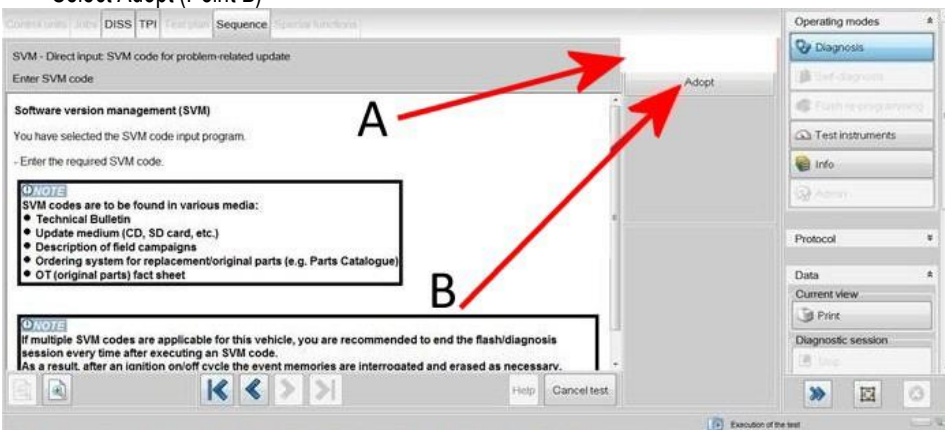 Select Adopt (Point B)
Control units Jobs DISS TPI Test plan Sequence Special functions
SVM - Direct input: SVM code for problem-related update
Enter SVM code
Adopt
A
Software version management (SVM)
You have selected the SVM code input program.
- Enter the required SVM code.
NOTE
SVM codes are to be found in various media:
• Technical Bulletin
• Update medium (CD, SD card, etc.)
• Description of field campaigns
• Ordering system for replacement/original parts (e.g. Parts Catalogue)
• OT (original parts) fact sheet
B
NOTE
If multiple SVM codes are applicable for this vehicle, you are recommended to end the flash/diagnosis
session every time after executing an SVM code.
As a result, after an ignition on/off cycle the event memories are interrogated and erased as necessary.
Help Cancel test
Operating modes
Diagnosis
Self-diagnosis
Flash re-programming
Test instruments
Info
Admin
Protocol
Data
Current view
Print
Diagnostic session
Skip
Execution of the test